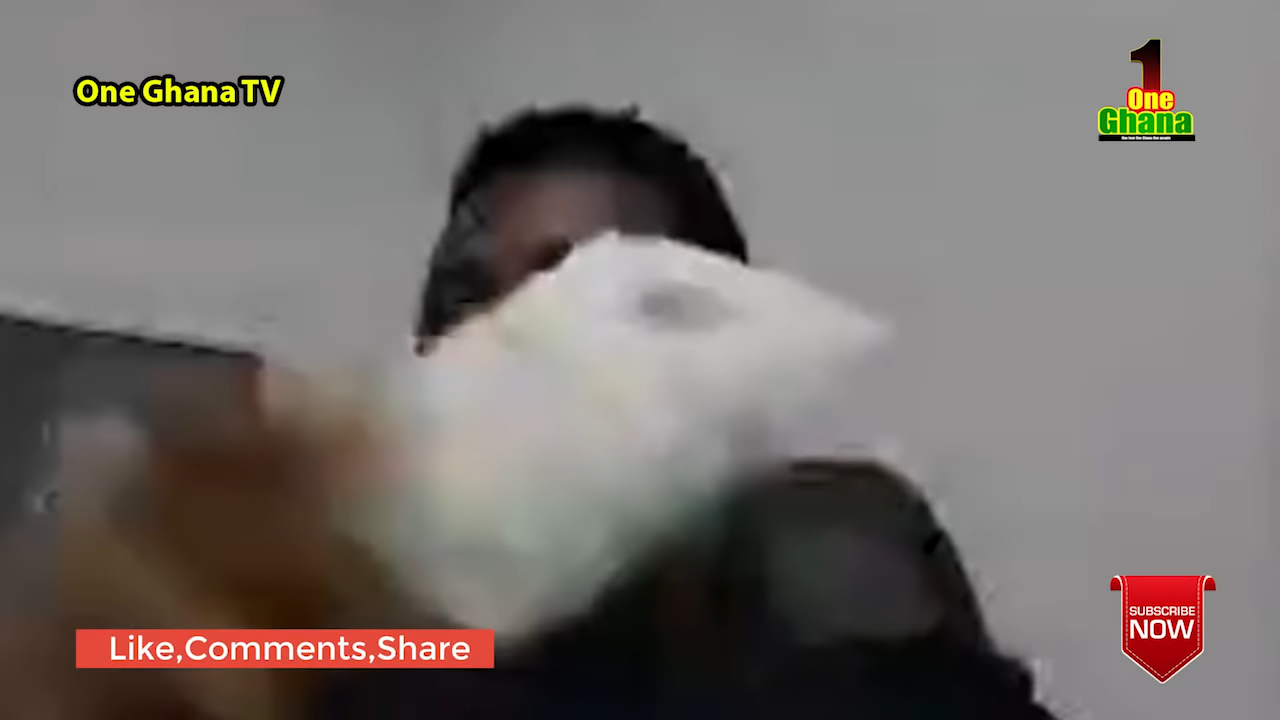 One Ghana TV
1
One
Ghana
Like,Comments,Share
SUBSCRIBE
NOW